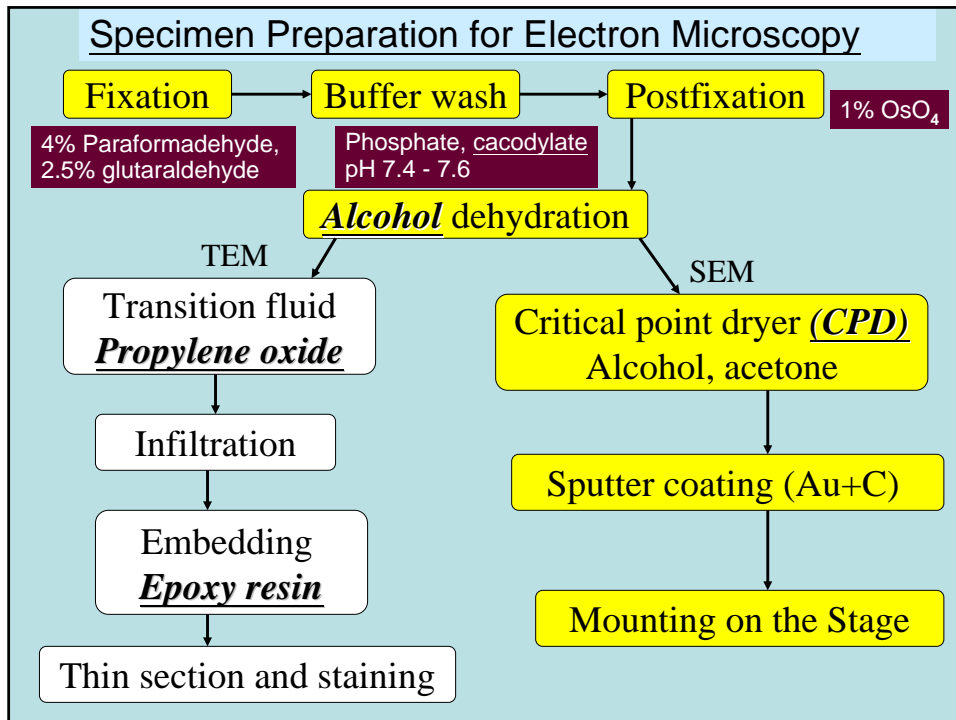 Specimen Preparation for Electron Microscopy
Fixation
Buffer wash
Postfixation
1% OsO₄
4% Paraformadehyde,
2.5% glutaraldehyde
Phosphate, cacodylate
pH 7.4 - 7.6
Alcohol dehydration
TEM
SEM
Transition fluid
Propylene oxide
Critical point dryer (CPD)
Alcohol, acetone
Infiltration
Sputter coating (Au+C)
Embedding
Epoxy resin
Mounting on the Stage
Thin section and staining